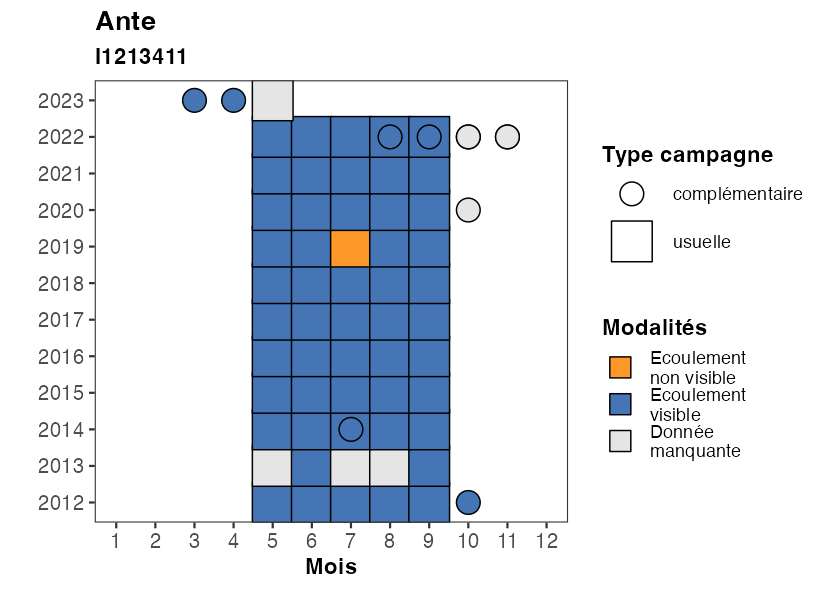 Ante
I1213411
2023
2022
2021
2020
2019
2018
2017
2016
2015
2014
2013
2012
1 2 3 4 5 6 7 8 9 10 11 12
Mois
Type campagne
complémentaire
usuelle
Modalités
Ecoulement
non visible
Ecoulement
visible
Donnée
manquante